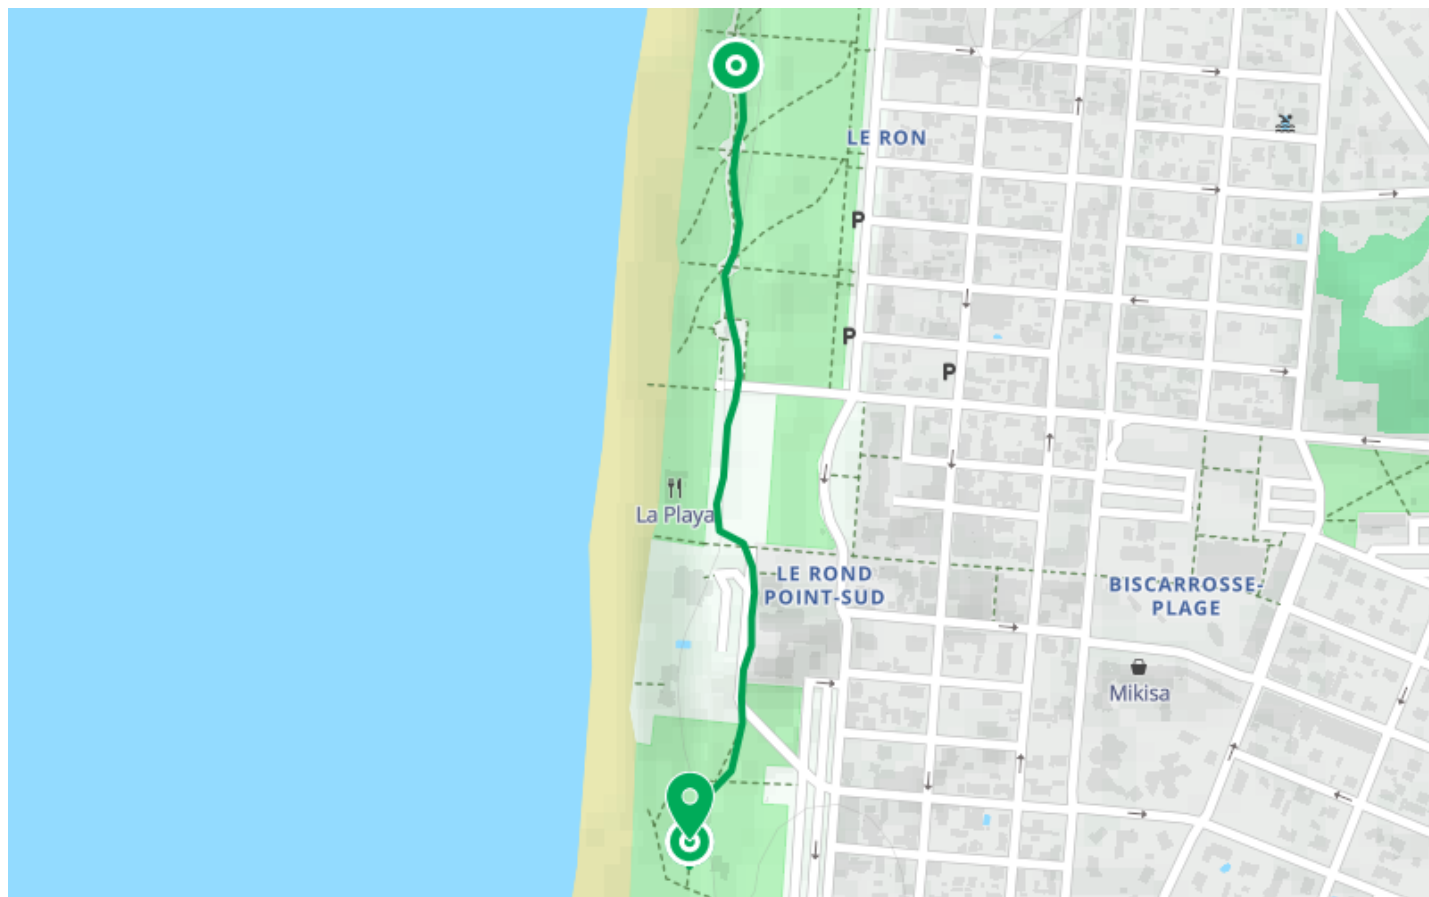 LE RON
P
P
P
La Playa
LE ROND
POINT-SUD
BISCARROSSE-
PLAGE
Mikisa